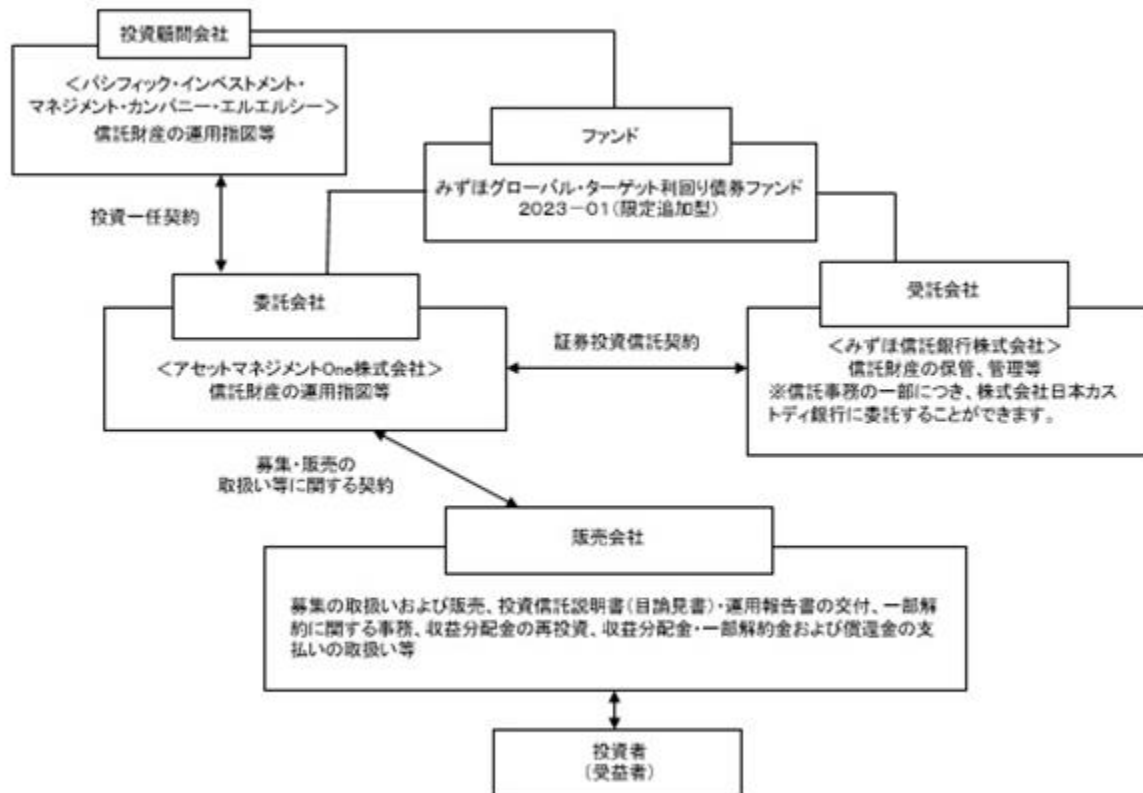 投資顧問会社
＜パシフィック・インベストメント・
マネジメント・カンパニー・エルエルシー＞
信託財産の運用指図等
ファンド
みずほグローバル・ターゲット利回り債券ファンド
2023－01（限定追加型）
投資一任契約
委託会社
＜アセットマネジメントOne株式会社＞
信託財産の運用指図等
証券投資信託契約
受託会社
＜みずほ信託銀行株式会社＞
信託財産の保管、管理等
※信託事務の一部につき、株式会社日本カス
トディ銀行に委託することができます。
募集・販売の
取扱い等に関する契約
販売会社
募集の取扱いおよび販売、投資信託説明書（目論見書）・運用報告書の交付、一部解
約に関する事務、収益分配金の再投資、収益分配金・一部解約金および償還金の支
払いの取扱い等
投資者
（受益者）